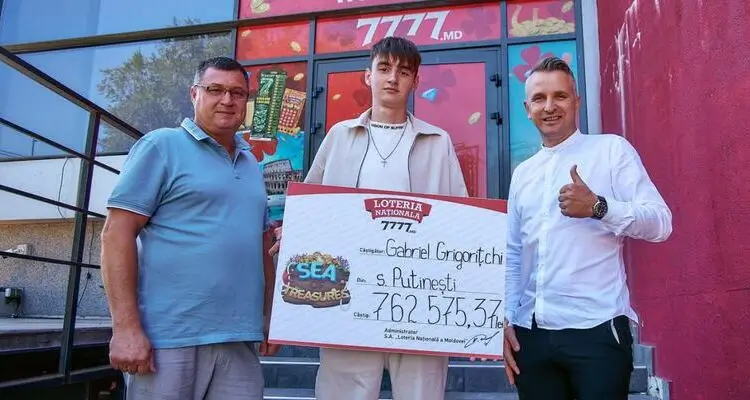 7777.MD
LOTERIA
NAȚIONALA
7777.MD
Câștigător: Gabriel Grigorițchi
Din: s. Putinești
SEA
TREASURES
Câștig: 762 575,37 lei
Administrator
S.A. „Loteria Națională a Moldovei”